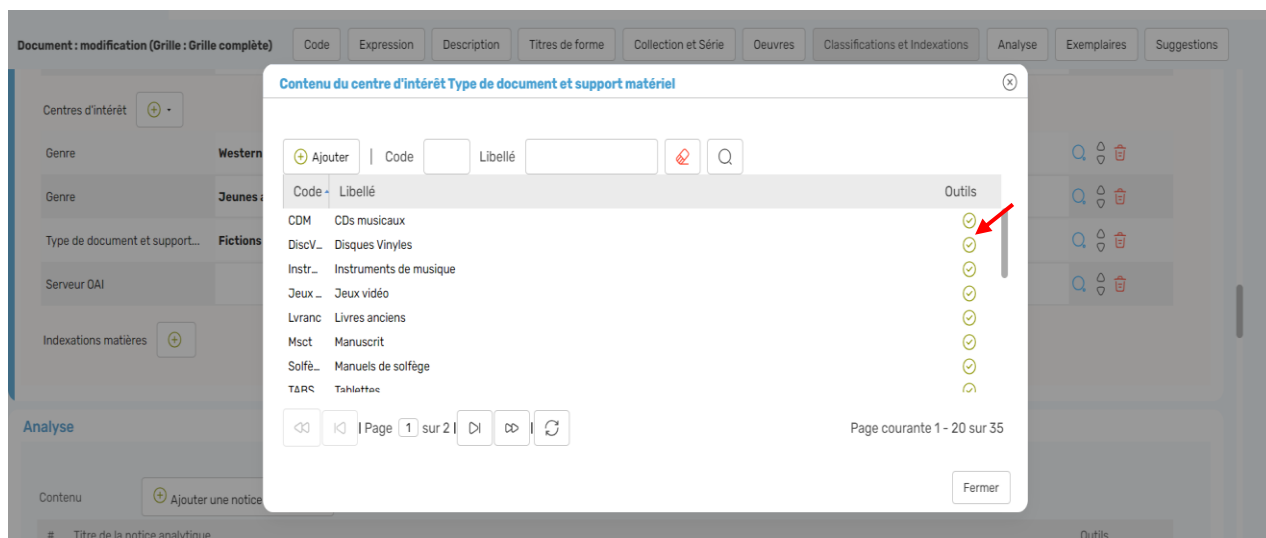 Document : modification (Grille : Grille complète) Code Expression Description Titres de forme Collection et Série Oeuvres Classifications et Indexations Analyse Exemplaires Suggestions
Contenu du centre d'intérêt Type de document et support matériel
Centres d'intérêt
Genre Western
Genre Jeunes
Type de document et support... Fictions
Serveur OAI
Indexations matières
Ajouter | Code Libellé
Code Libellé Outils
CDM CDs musicaux
DiscV... Disques Vinyles
Instr... Instruments de musique
Jeux ... Jeux vidéo
Lvranc Livres anciens
Msct Manuscrit
Solfè... Manuels de solfège
TABS Tablettes
| Page 1 sur 2 | | Page courante 1 - 20 sur 35
Fermer
Analyse
Contenu Ajouter une notice
# Titre de la notice analytique Outils